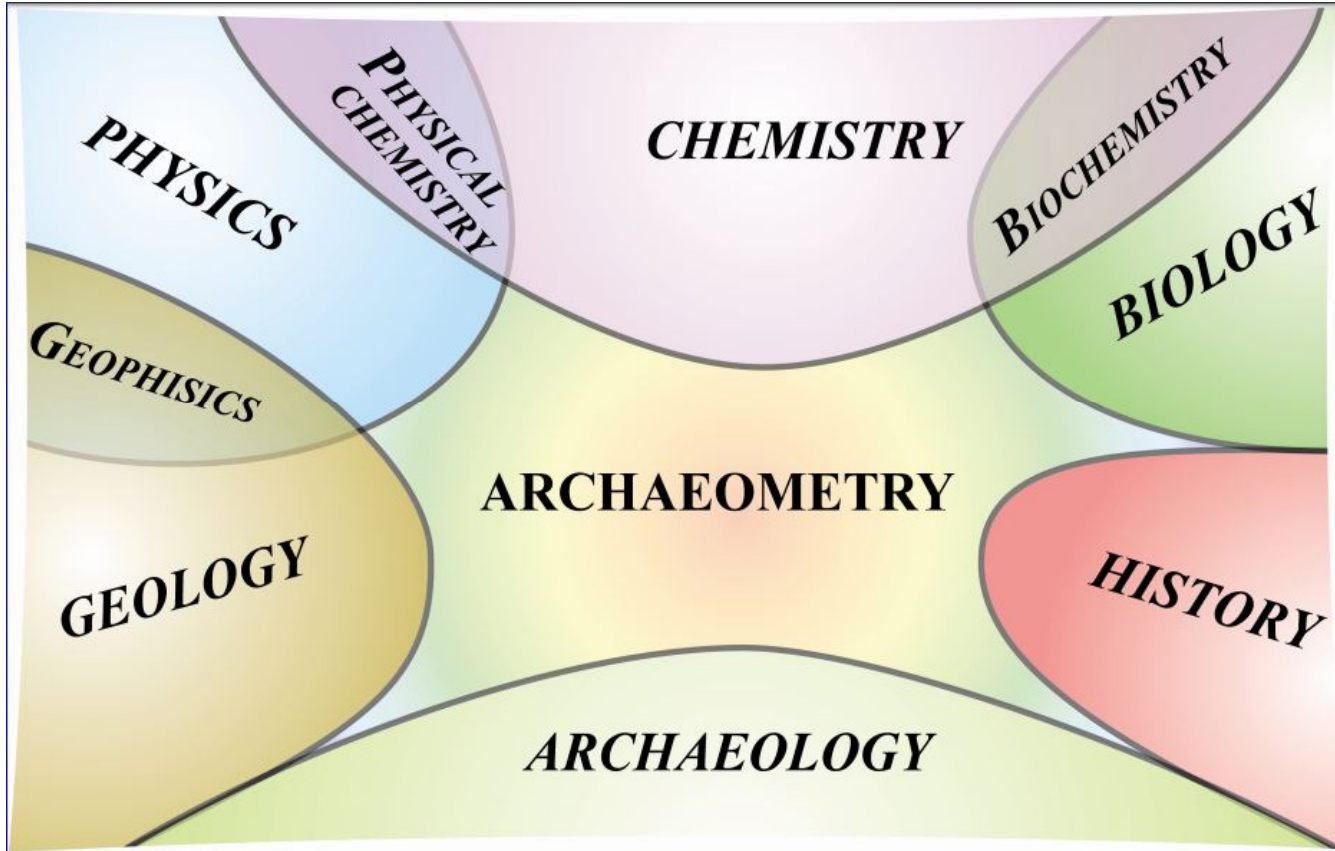 PHYSICS
PHYSICAL
CHEMISTRY
CHEMISTRY
BIOCHEMISTRY
BIOLOGY
GEOPHISICS
ARCHAEOMETRY
GEOLOGY
HISTORY
ARCHAEOLOGY